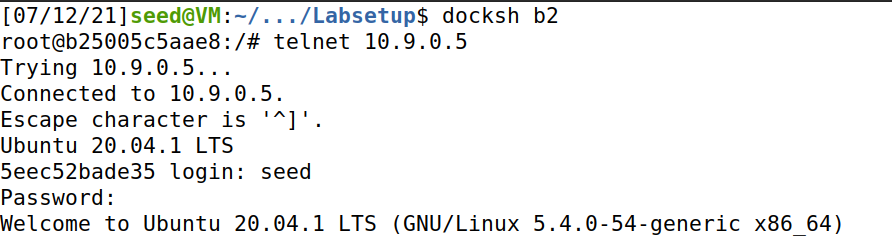 [07/12/21]seed@VM:~/.../Labsetup$ docksh b2
root@b25005c5aae8:/# telnet 10.9.0.5
Trying 10.9.0.5...
Connected to 10.9.0.5.
Escape character is '^]'.
Ubuntu 20.04.1 LTS
5eec52bade35 login: seed
Password:
Welcome to Ubuntu 20.04.1 LTS (GNU/Linux 5.4.0-54-generic x86_64)